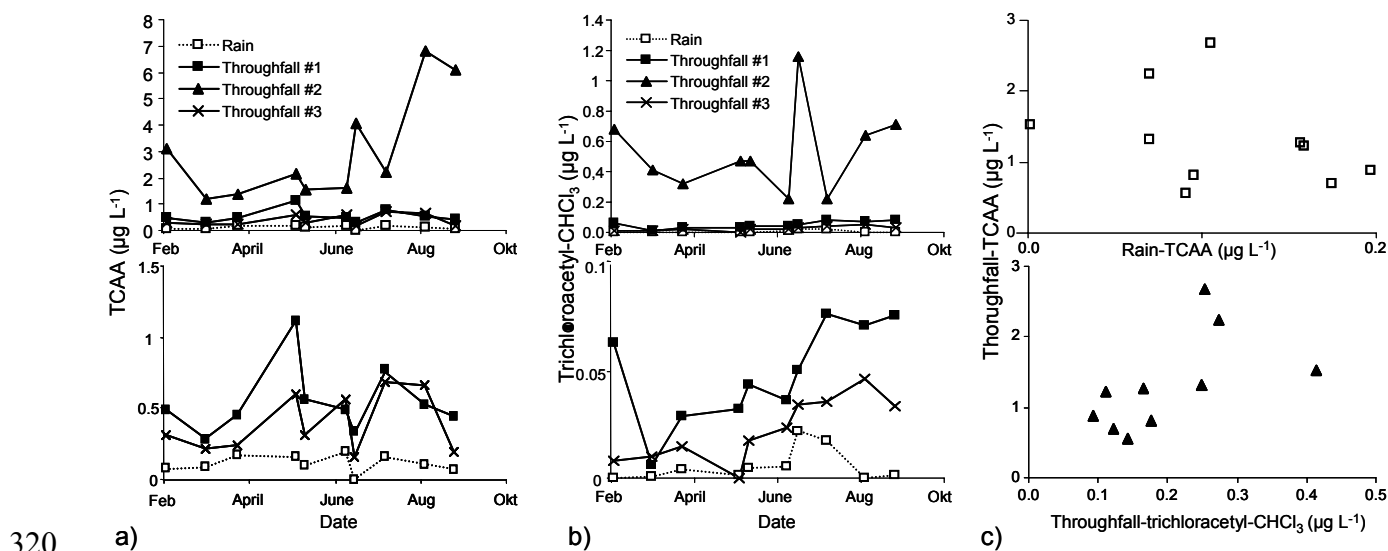 8
7
6
5
4
3
2
1
0
Rain
Throughfall #1
Throughfall #2
Throughfall #3
Feb April June Aug Okt
1.5
1
0.5
0
Feb April June Aug Okt
TCAA (µg L-1)
Date
a)
1.4
1.2
1
0.8
0.6
0.4
0.2
0.0
Rain
Throughfall #1
Throughfall #2
Throughfall #3
Feb April June Aug Okt
0.1
0.05
0
Feb April June Aug Okt
Trichloroacetyl-CHCl3 (µg L-1)
Date
b)
3
2
1
0
0.0 0.2
Rain-TCAA (µg L-1)
3
2
1
0
0.0 0.1 0.2 0.3 0.4 0.5
Throughfall-trichloracetyl-CHCl3 (µg L-1)
Thorughfall-TCAA (µg L-1)
c)
320